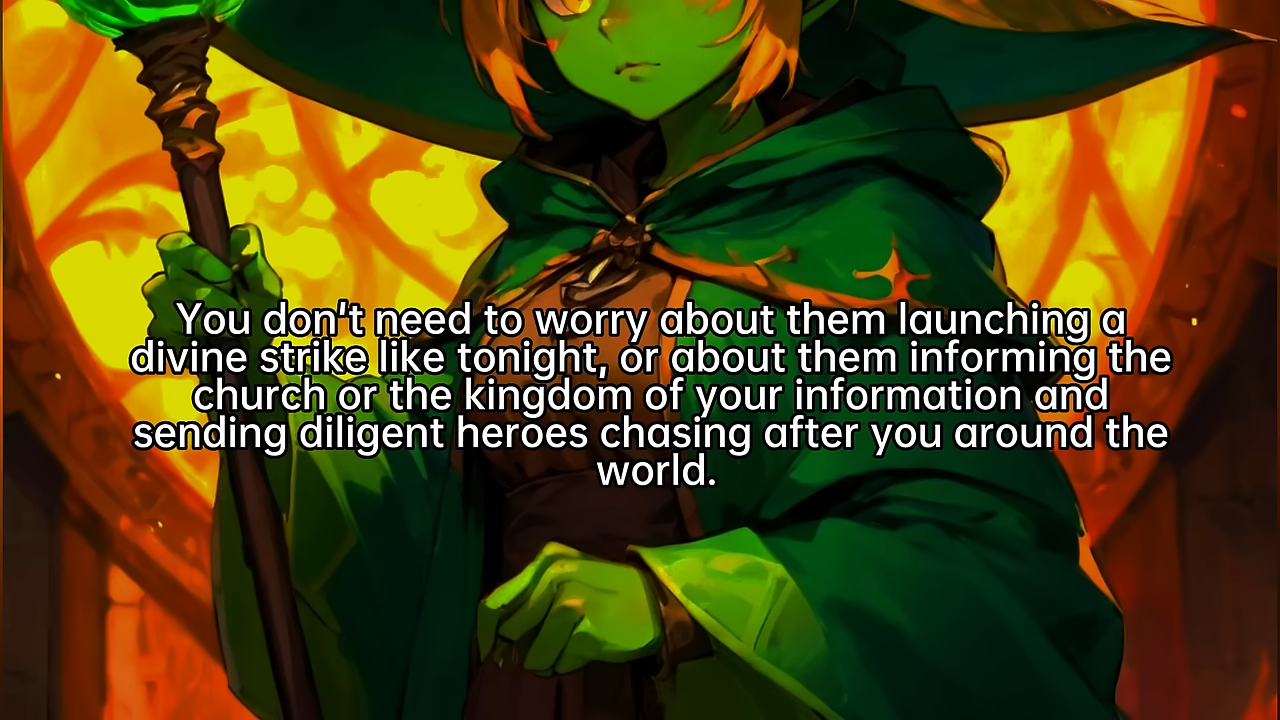 You don't need to worry about them launching a
divine strike like tonight, or about them informing the
church or the kingdom of your information and
sending diligent heroes chasing after you around the
world.